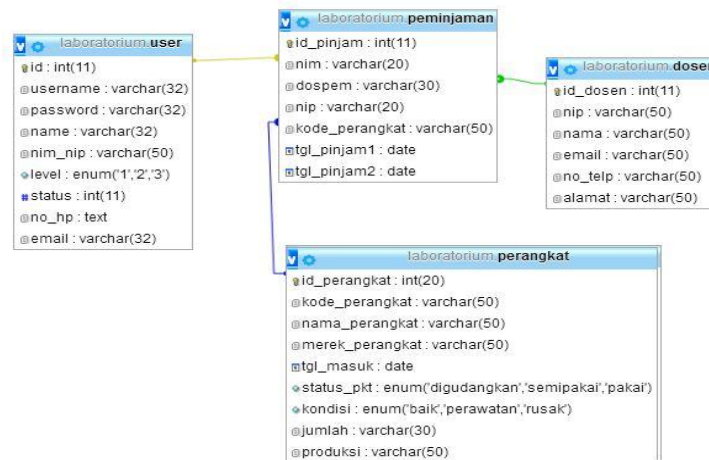 laboratorium.user
id : int(11)
username : varchar(32)
password : varchar(32)
name : varchar(32)
nim_nip : varchar(50)
level : enum('1','2','3')
status : int(11)
no_hp : text
email : varchar(32)
laboratorium.peminjaman
id_pinjam : int(11)
nim : varchar(20)
dospem : varchar(30)
nip : varchar(20)
kode_perangkat : varchar(50)
tgl_pinjam1 : date
tgl_pinjam2 : date
laboratorium.dosen
id_dosen : int(11)
nip : varchar(50)
nama : varchar(50)
email : varchar(50)
no_telp : varchar(50)
alamat : varchar(50)
laboratorium.perangkat
id_perangkat : int(20)
kode_perangkat : varchar(50)
nama_perangkat : varchar(50)
merek_perangkat : varchar(50)
tgl_masuk : date
status_pkt : enum('digudangkan','semipakai','pakai')
kondisi : enum('baik','perawatan','rusak')
jumlah : varchar(30)
produksi : varchar(50)